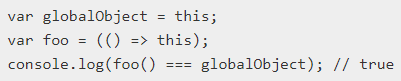 var globalObject = this;
var foo = (() => this);
console.log(foo() === globalObject); // true